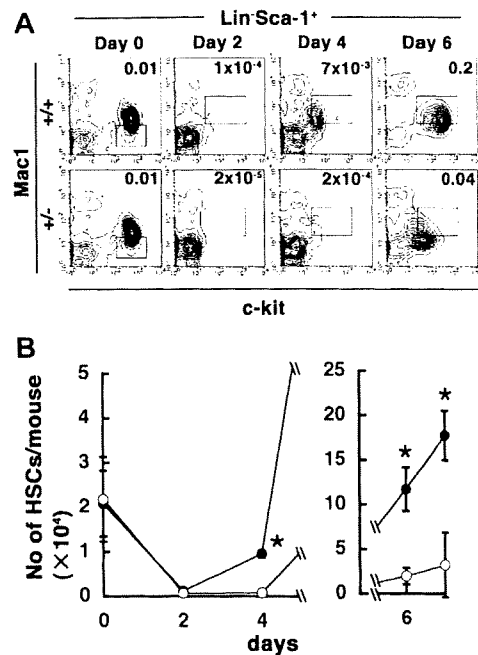 A
Lin⁻Sca-1⁺
Day 0 Day 2 Day 4 Day 6
Mac1
+/+
0.01 1x10⁻⁴ 7x10⁻³ 0.2
+/-
0.01 2x10⁻⁵ 2x10⁻⁴ 0.04
c-kit
B
No of HSCs/mouse
(×10⁴)
5
4
3
2
1
0
25
20
15
10
5
0
*
*
*
0 2 4 6
days